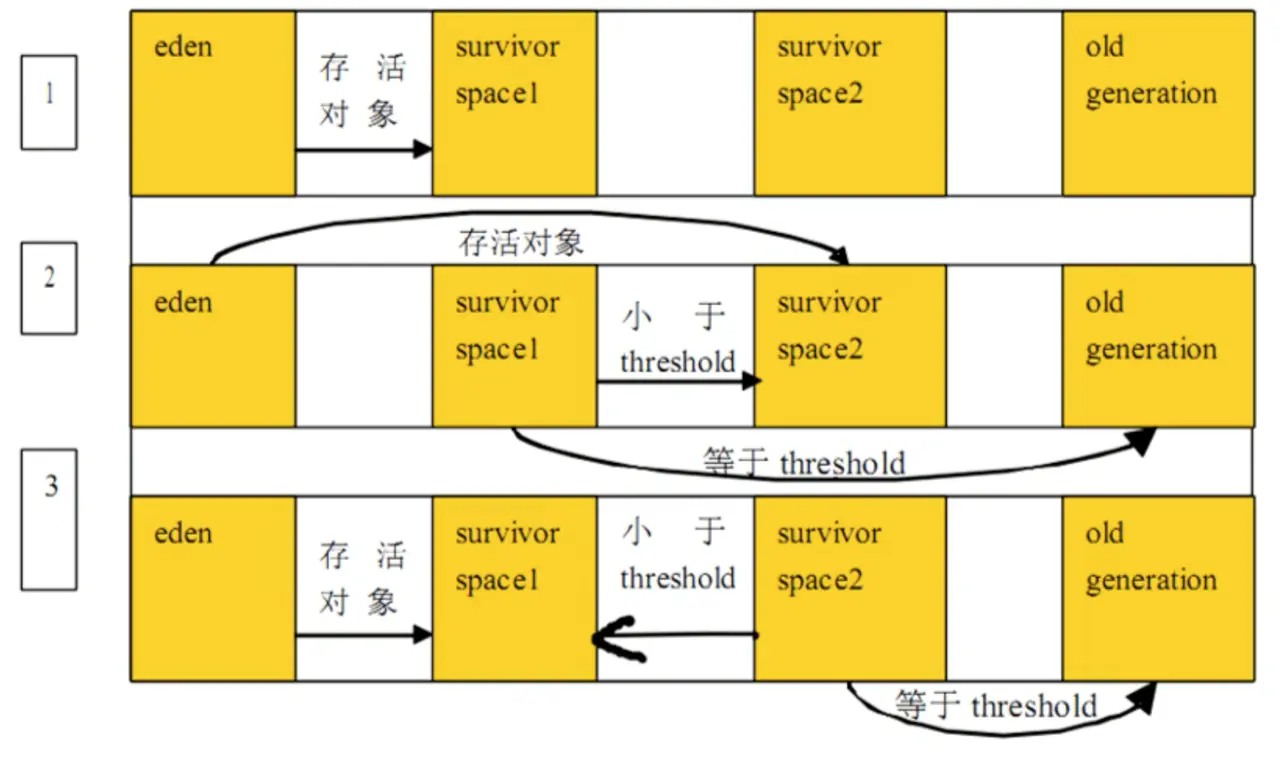 1
eden
存 活
对 象
survivor
space1
survivor
space2
old
generation
2
存活对象
eden
survivor
space1
小 于
threshold
survivor
space2
old
generation
等于 threshold
3
eden
存 活
对 象
survivor
space1
小 于
threshold
survivor
space2
old
generation
等于 threshold